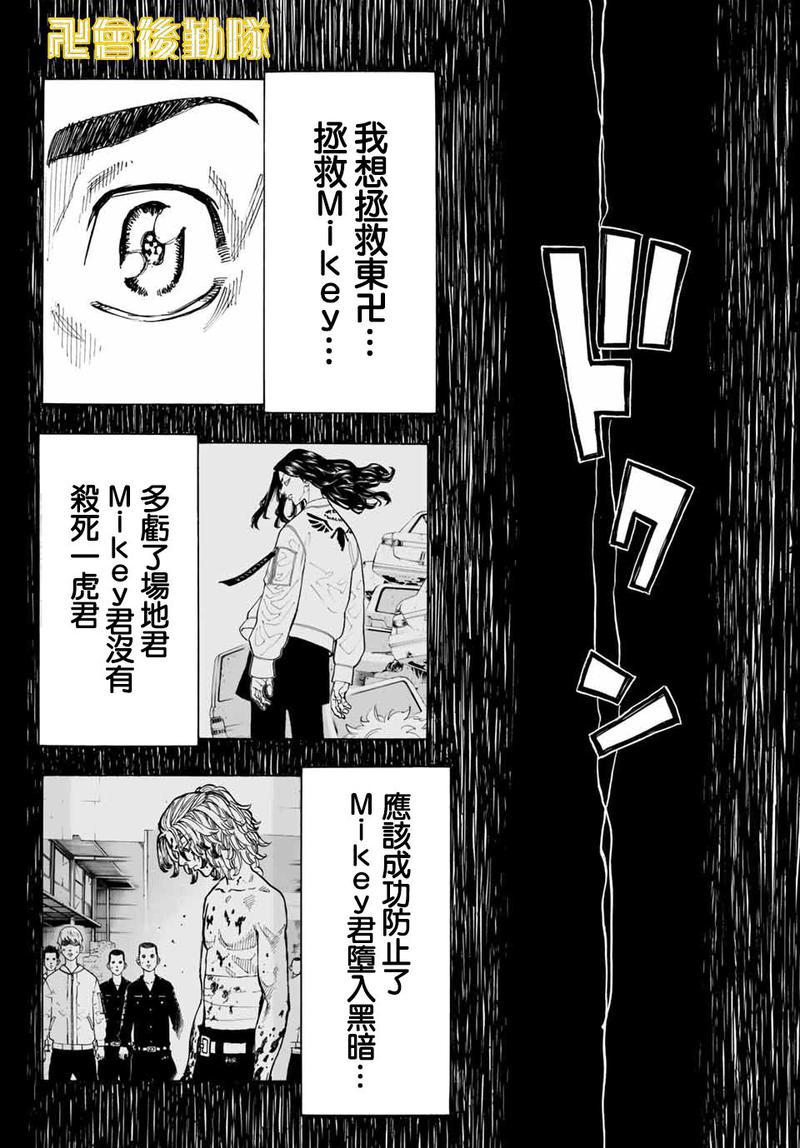 卍會後勤隊
ドクン
我想拯救東卍…
拯救Mikey…
多虧了場地君
Mikey君沒有
殺死一虎君
應該成功防止了
Mikey君墮入黑暗…